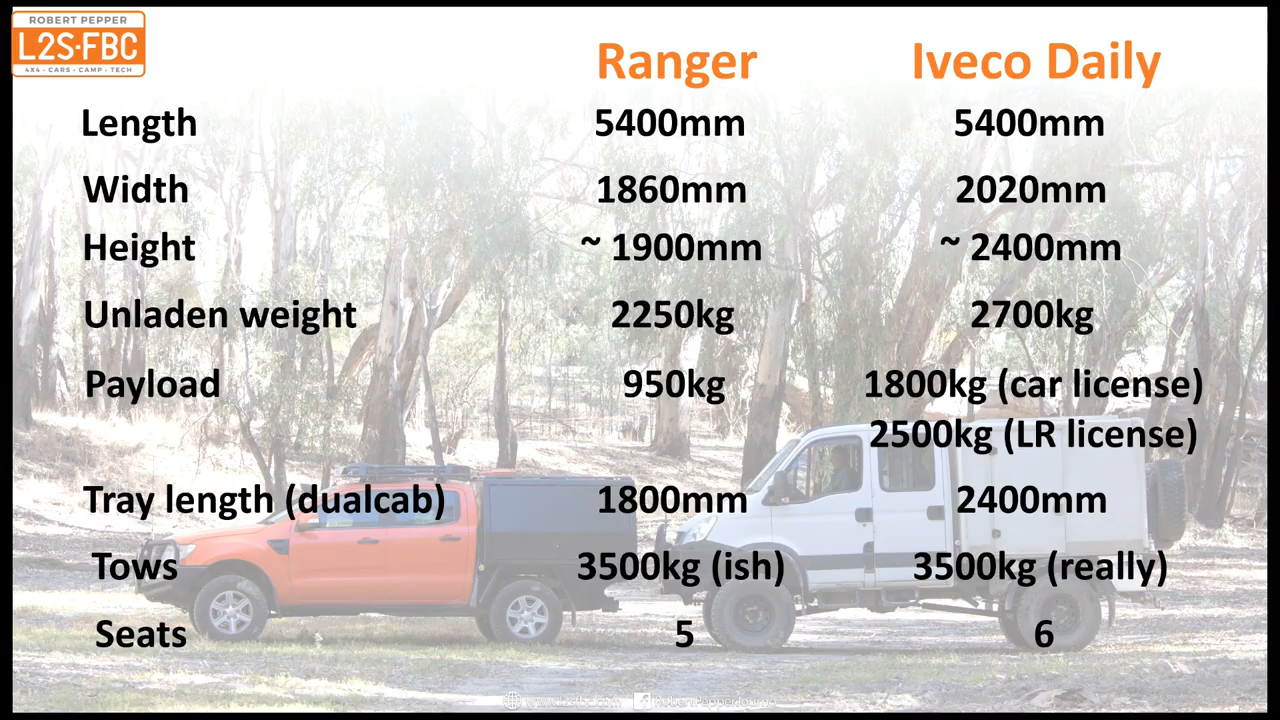 ROBERT PEPPER
L2S·FBC
4X4 - CARS - CAMP - TECH
Ranger Iveco Daily
Length 5400mm 5400mm
Width 1860mm 2020mm
Height ~ 1900mm ~ 2400mm
Unladen weight 2250kg 2700kg
Payload 950kg 1800kg (car license)
2500kg (LR license)
Tray length (dualcab) 1800mm 2400mm
Tows 3500kg (ish) 3500kg (really)
Seats 5 6